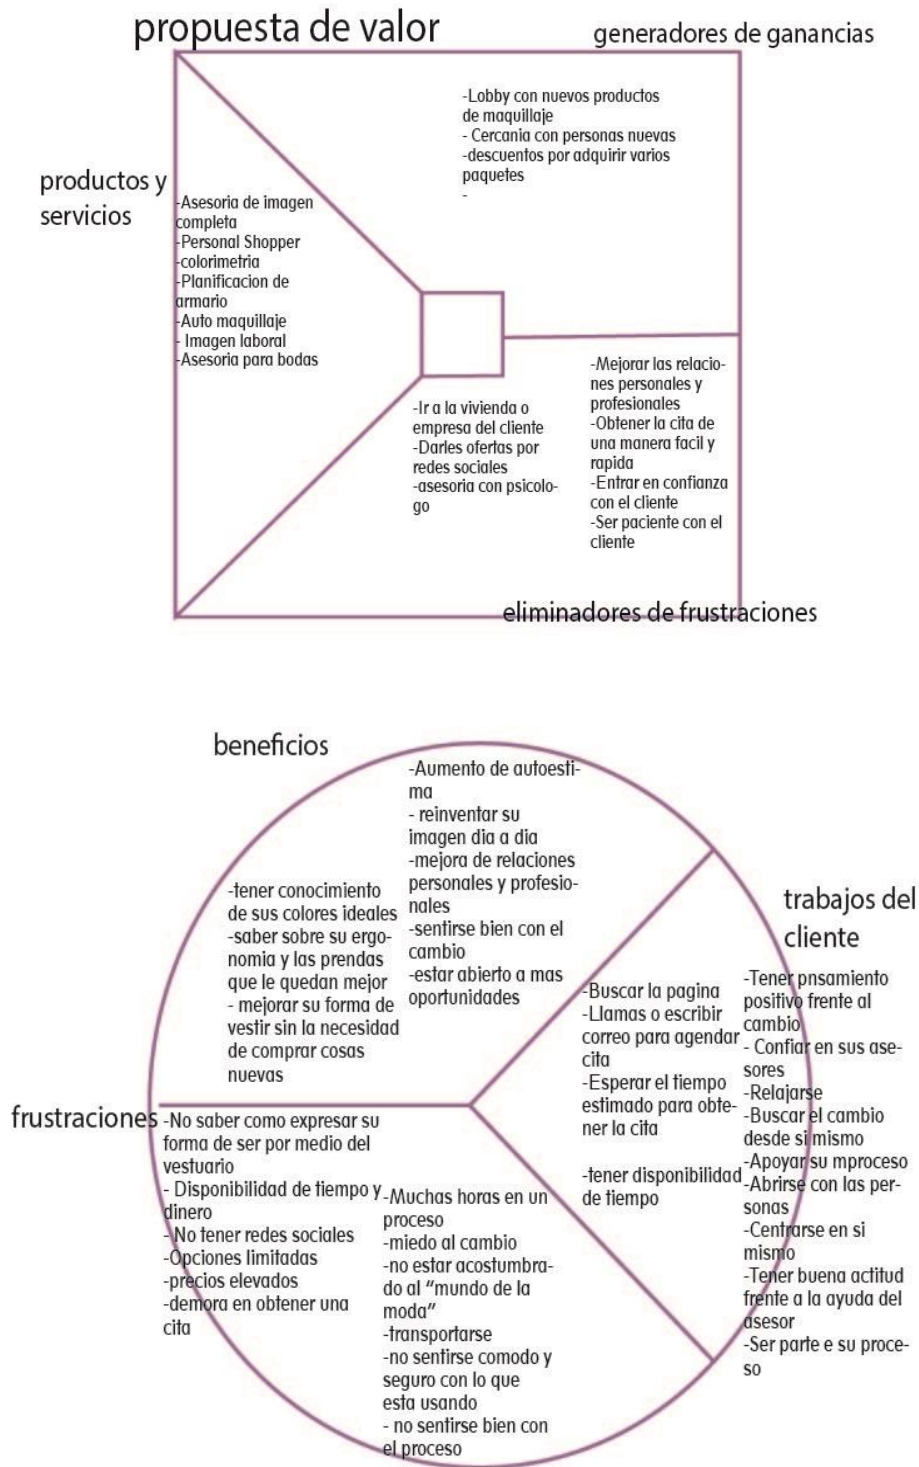 propuesta de valor
generadores de ganancias
-Lobby con nuevos productos
de maquillaje
- Cercania con personas nuevas
-descuentos por adquirir varios
paquetes
-
productos y
servicios
-Asesoria de imagen
completa
-Personal Shopper
-colorimetria
-Planificacion de
armario
-Auto maquillaje
- Imagen laboral
-Asesoria para bodas
-Ir a la vivienda o
empresa del cliente
-Darles ofertas por
redes sociales
-asesoria con psicolo-
go
-Mejorar las relacio-
nes personales y
profesionales
-Obtener la cita de
una manera facil y
rapida
-Entrar en confianza
con el cliente
-Ser paciente con el
cliente
eliminadores de frustraciones
beneficios
-Aumento de autoesti-
ma
- reinventar su
imagen dia a dia
-mejora de relaciones
personales y profesio-
nales
-sentirse bien con el
cambio
-estar abierto a mas
oportunidades
-tener conocimiento
de sus colores ideales
-saber sobre su ergo-
nomia y las prendas
que le quedan mejor
- mejorar su forma de
vestir sin la necesidad
de comprar cosas
nuevas
trabajos del
cliente
-Buscar la pagina
-Llamas o escribir
correo para agendar
cita
-Esperar el tiempo
estimado para obte-
ner la cita
-tener disponibilidad
de tiempo
-Tener pnsamiento
positivo frente al
cambio
- Confiar en sus ase-
sores
-Relajarse
-Buscar el cambio
desde si mismo
-Apoyar su mproceso
-Abrirse con las per-
sonas
-Centrarse en si
mismo
-Tener buena actitud
frente a la ayuda del
asesor
-Ser parte e su proce-
so
frustraciones
-No saber como expresar su
forma de ser por medio del
vestuario
- Disponibilidad de tiempo y
dinero
- No tener redes sociales
-Opciones limitadas
-precios elevados
-demora en obtener una
cita
-Muchas horas en un
proceso
-miedo al cambio
-no estar acostumbra-
do al "mundo de la
moda"
-transportarse
-no sentirse comodo y
seguro con lo que
esta usando
- no sentirse bien con
el proceso